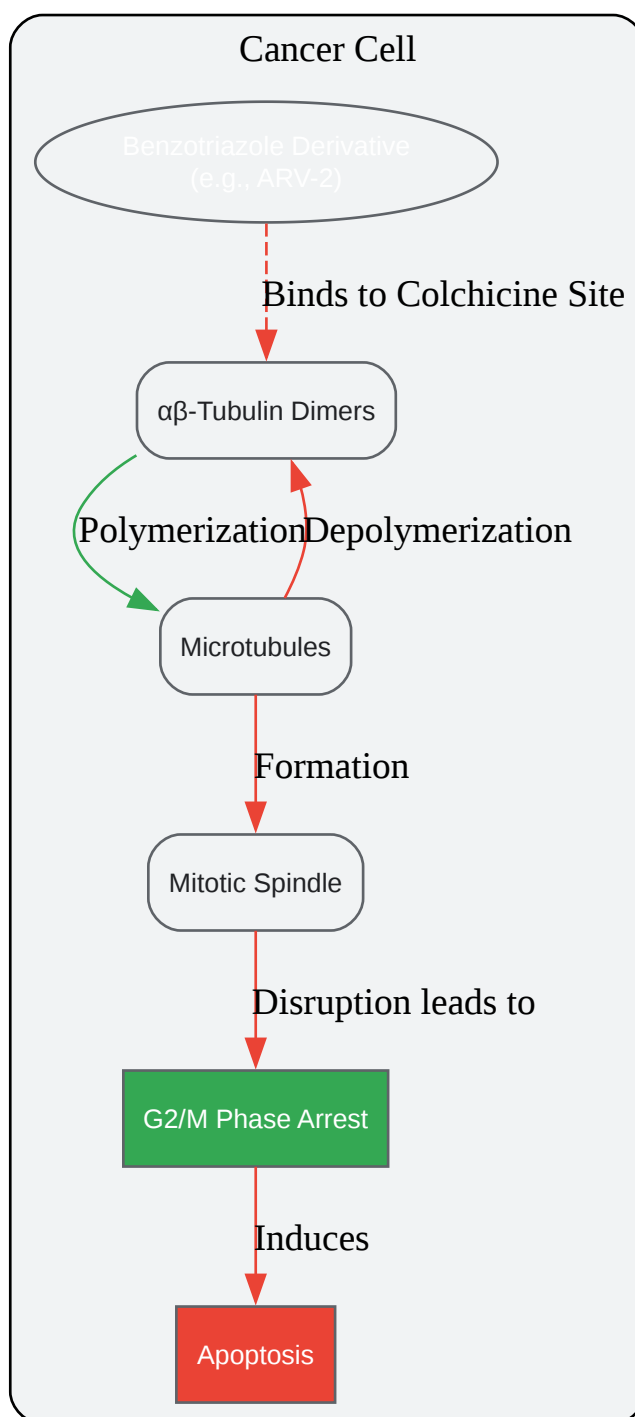 Cancer Cell
Benzotriazole Derivative
(e.g., ARV-2)
Binds to Colchicine Site
αβ-Tubulin Dimers
Polymerization
Depolymerization
Microtubules
Formation
Mitotic Spindle
Disruption leads to
G2/M Phase Arrest
Induces
Apoptosis